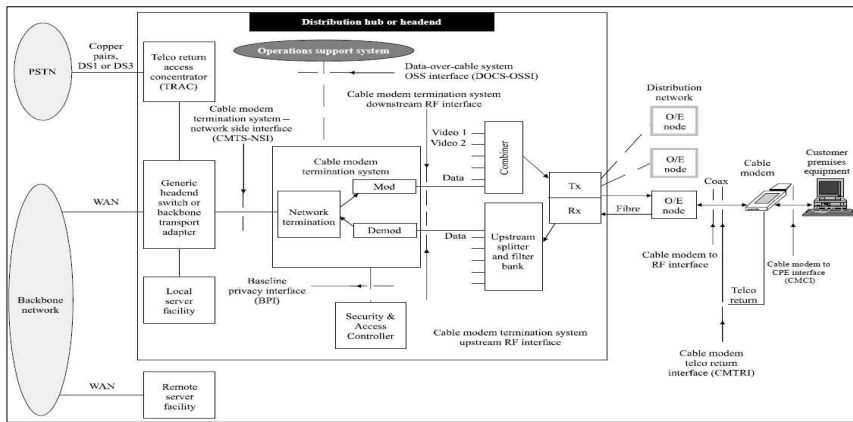 Distribution hub or headend
Operations support system
Copper
pairs,
DS1 or DS3
PSTN
Telco return
access
concentrator
(TRAC)
Data-over-cable system
OSS interface (DOCS-OSSI)
Cable modem
termination system –
network side interface
(CMTS-NSI)
Cable modem termination system
downstream RF interface
Distribution
network
O/E
node
O/E
node
O/E
node
Video 1
Video 2
Data
Combiner
Cable modem
termination system
Mod
Network
termination
Demod
Generic
headend
switch or
backbone
transport
adapter
WAN
Tx
Rx
Fibre
Coax
Cable
modem
Customer
premises
equipment
Data
Upstream
splitter
and filter
bank
Cable modem to
RF interface
Cable modem to
CPE interface
(CMCI)
Baseline
privacy interface
(BPI)
Local
server
facility
Backbone
network
Security &
Access
Controller
Telco
return
Cable modem termination system
upstream RF interface
Cable modem
telco return
interface (CMTRI)
WAN
Remote
server
facility